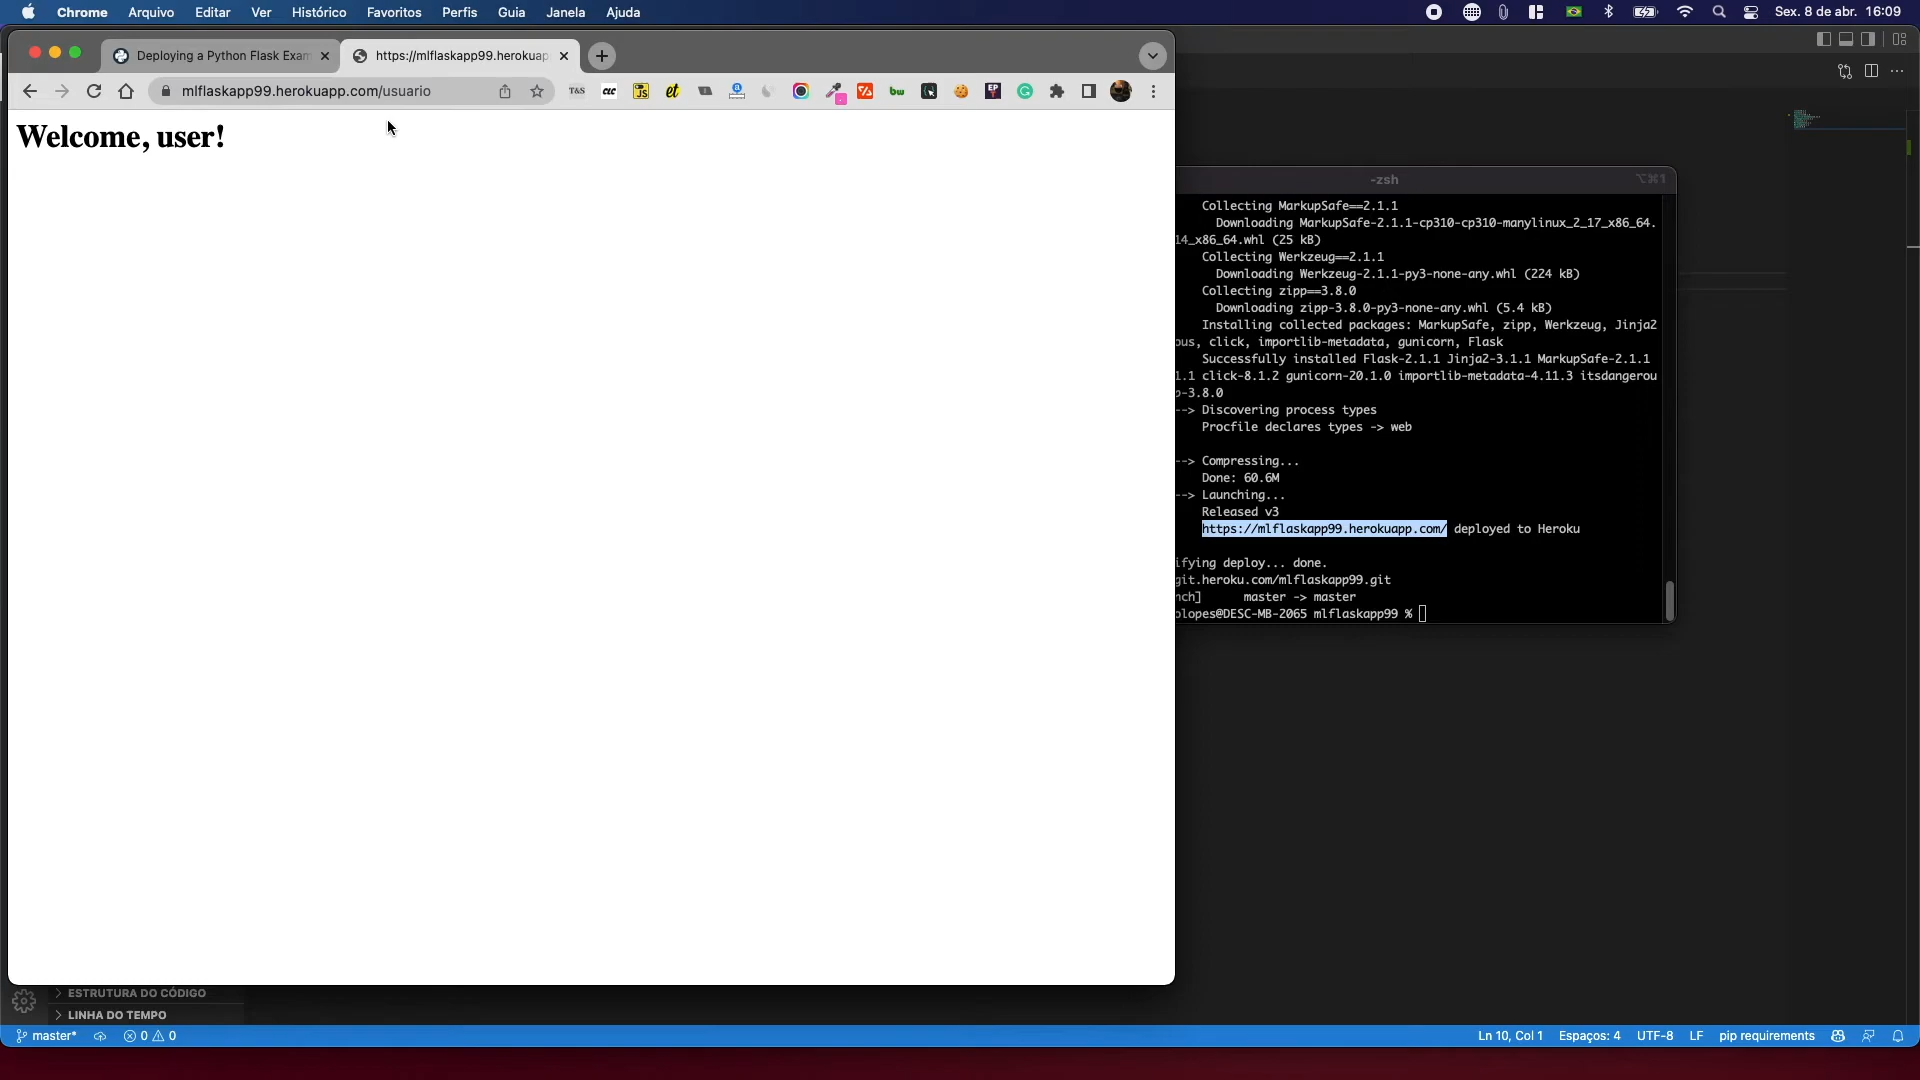 Chrome Arquivo Editar Ver Histórico Favoritos Perfis Guia Janela Ajuda
Sex. 8 de abr. 16:09
Deploying a Python Flask Exam
https://mlflaskapp99.herokuap
mlflaskapp99.herokuapp.com/usuario
T&S CLC JS et a bw EP
Welcome, user!
-zsh
⌥⌘1
Collecting MarkupSafe==2.1.1
Downloading MarkupSafe-2.1.1-cp310-cp310-manylinux_2_17_x86_64.
14_x86_64.whl (25 kB)
Collecting Werkzeug==2.1.1
Downloading Werkzeug-2.1.1-py3-none-any.whl (224 kB)
Collecting zipp==3.8.0
Downloading zipp-3.8.0-py3-none-any.whl (5.4 kB)
Installing collected packages: MarkupSafe, zipp, Werkzeug, Jinja2
ous, click, importlib-metadata, gunicorn, Flask
Successfully installed Flask-2.1.1 Jinja2-3.1.1 MarkupSafe-2.1.1
1.1 click-8.1.2 gunicorn-20.1.0 importlib-metadata-4.11.3 itsdangerou
p-3.8.0
--> Discovering process types
Procfile declares types -> web
--> Compressing...
Done: 60.6M
--> Launching...
Released v3
https://mlflaskapp99.herokuapp.com/ deployed to Heroku
ifying deploy... done.
git.heroku.com/mlflaskapp99.git
nch] master -> master
olopes@DESC-MB-2065 mlflaskapp99 %
ESTRUTURA DO CÓDIGO
LINHA DO TEMPO
master* 0 0
Ln 10, Col 1 Espaços: 4 UTF-8 LF pip requirements